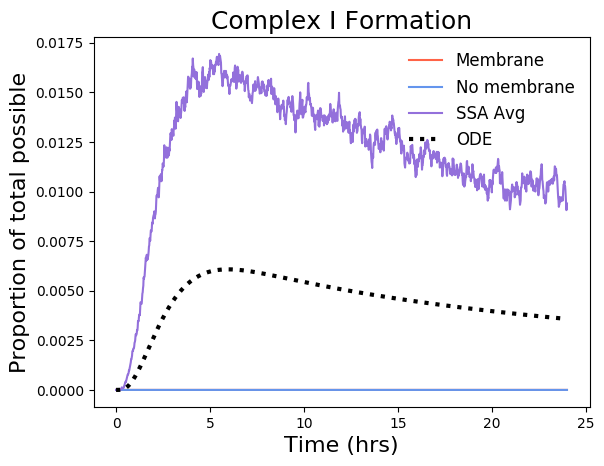 Complex I Formation
Proportion of total possible
0.0175
0.0150
0.0125
0.0100
0.0075
0.0050
0.0025
0.0000
Membrane
No membrane
SSA Avg
ODE
0 5 10 15 20 25
Time (hrs)